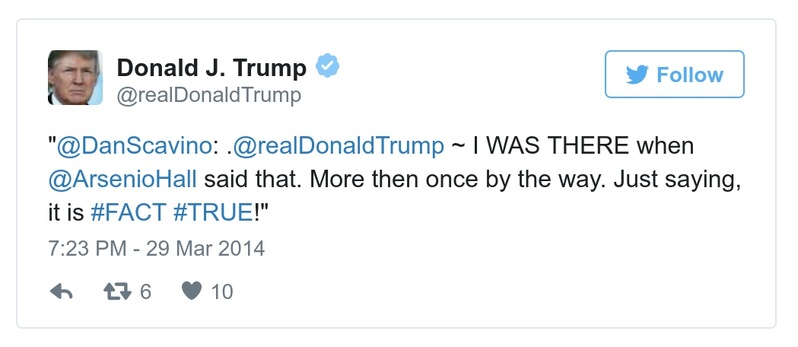 Donald J. Trump
Follow
@realDonaldTrump
"@DanScavino: .@realDonaldTrump ~ I WAS THERE when
@ArsenioHall said that. More then once by the way. Just saying,
it is #FACT #TRUE!"
7:23 PM - 29 Mar 2014
6 10